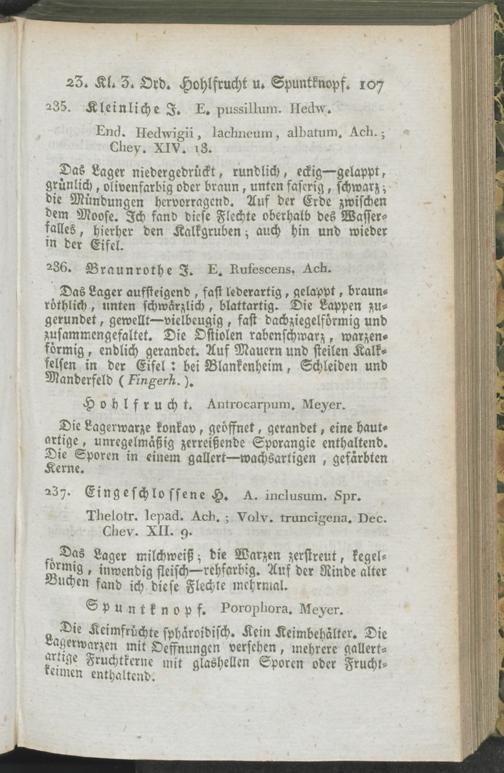 23. Kl. 3. Ord. Hohlfrucht u. Spuntknopf. 107
235. Kleinliche J. E. pussillum. Hedw.
End. Hedwigii, lachneum, albatum. Ach.;
Chev. XIV. 13.
Das Lager niedergedrückt, rundlich, eckig—gelappt,
grünlich, olivenfarbig oder braun, unten faserig, schwarz;
die Mündungen hervorragend. Auf der Erde zwischen
dem Moose. Ich fand diese Flechte oberhalb des Wasser-
falles, hierher den Kalkgruben; auch hin und wieder
in der Eifel.
236. Braunrothe J. E. Rufescens. Ach.
Das Lager aufsteigend, fast lederartig, gelappt, braun-
röthlich, unten schwärzlich, blattartig. Die Lappen zu-
gerundet, gewellt—vielbeugig, fast dachziegelförmig und
zusammengefaltet. Die Ostiolen rabenschwarz, warzen-
förmig, endlich gerandet. Auf Mauern und steilen Kalk-
felsen in der Eifel: bei Blankenheim, Schleiden und
Manderfeld (Fingerh.).
Hohlfrucht. Antrocarpum. Meyer.
Die Lagerwarze konkav, geöffnet, gerandet, eine haut-
artige, unregelmäßig zerreißende Sporangie enthaltend.
Die Sporen in einem gallert—wachsartigen, gefärbten
Kerne.
237. Eingeschlossene H. A. inclusum. Spr.
Thelotr. lepad. Ach.; Volv. truncigena. Dec.
Chev. XII. 9.
Das Lager milchweiß; die Warzen zerstreut, kegel-
förmig, inwendig fleisch—rehfarbig. Auf der Rinde alter
Buchen fand ich diese Flechte mehrmal.
Spuntknopf. Porophora. Meyer.
Die Keimfrüchte sphäroidisch. Kein Keimbehälter. Die
Lagerwarzen mit Oeffnungen versehen, mehrere gallert-
artige Fruchtkerne mit glashellen Sporen oder Frucht-
keimen enthaltend.